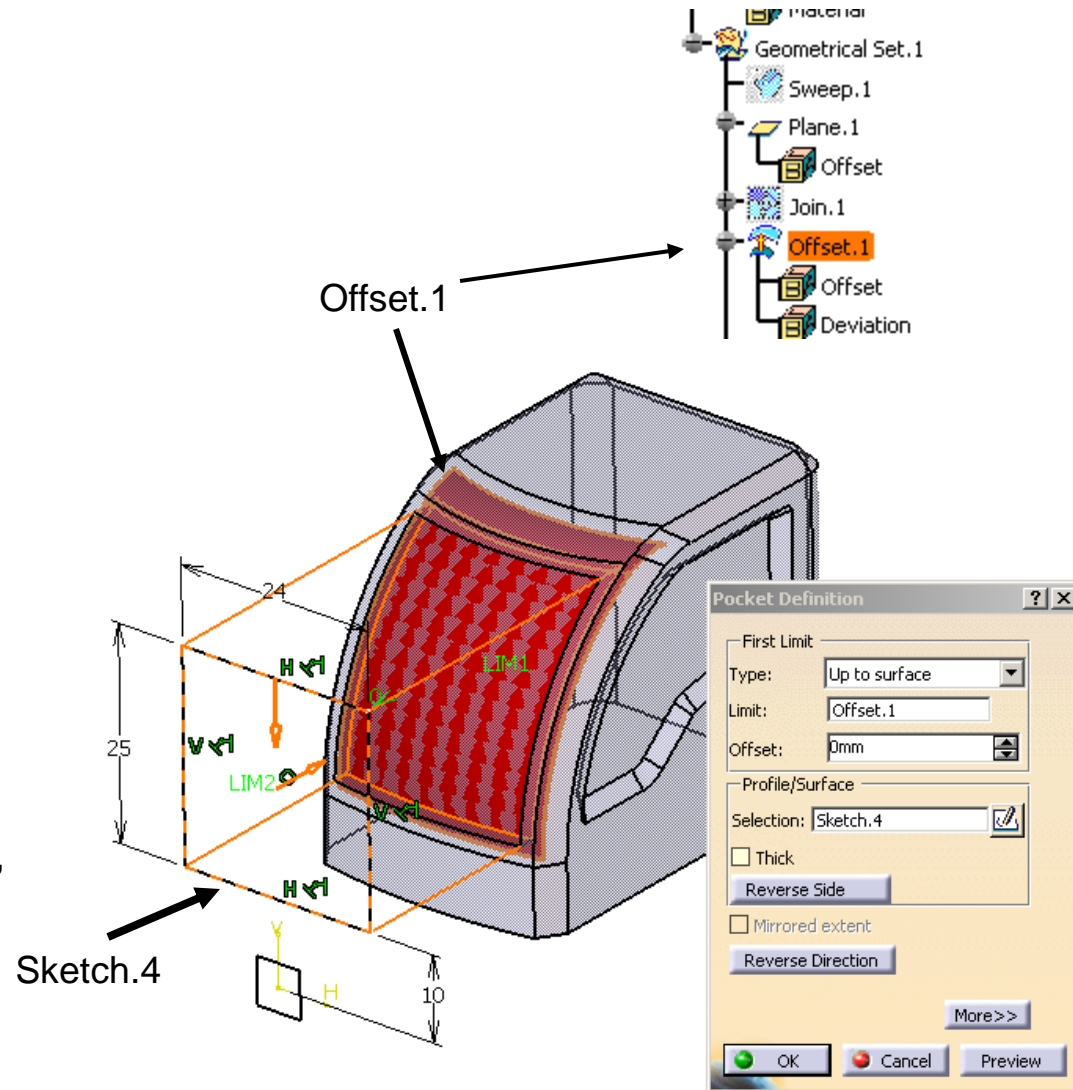 Material
Geometrical Set.1
Sweep.1
Plane.1
Offset
Join.1
Offset.1
Offset
Deviation
Offset.1
24
H
LIM1
25
V
LIM2
V
H
Sketch.4
V
H
10
Pocket Definition
? X
First Limit
Type: Up to surface
Limit: Offset.1
Offset: 0mm
Profile/Surface
Selection: Sketch.4
Thick
Reverse Side
Mirrored extent
Reverse Direction
More>>
OK Cancel Preview